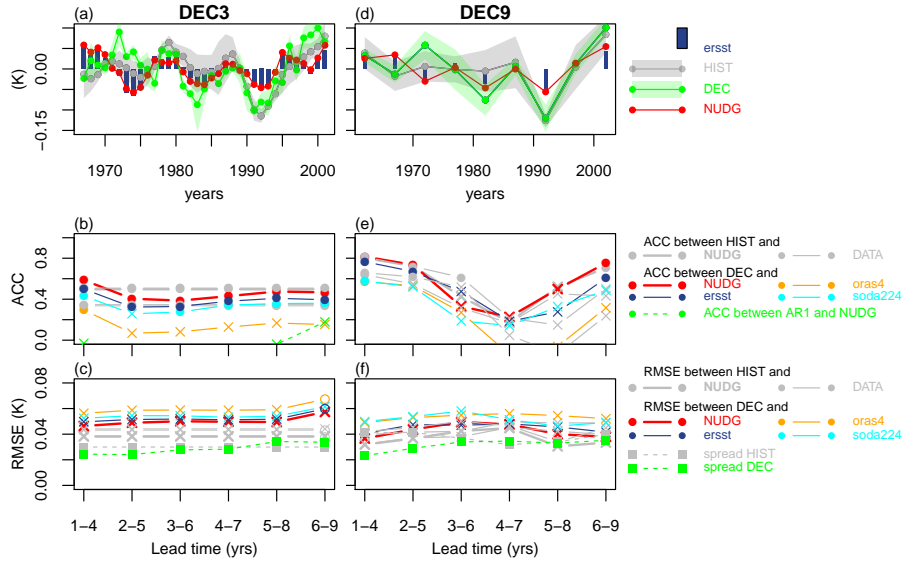 (a) DEC3
(d) DEC9
(K)
0.00
−0.15
1970 1980 1990 2000
years
1970 1980 1990 2000
years
ersst
HIST
DEC
NUDG
(b)
(e)
ACC
0.8
0.4
0.0
ACC between HIST and
NUDG DATA
ACC between DEC and
NUDG oras4
ersst soda224
ACC between AR1 and NUDG
(c)
(f)
RMSE (K)
0.08
0.04
0.00
RMSE between HIST and
NUDG DATA
RMSE between DEC and
NUDG oras4
ersst soda224
spread HIST
spread DEC
1−4 2−5 3−6 4−7 5−8 6−9
Lead time (yrs)
1−4 2−5 3−6 4−7 5−8 6−9
Lead time (yrs)